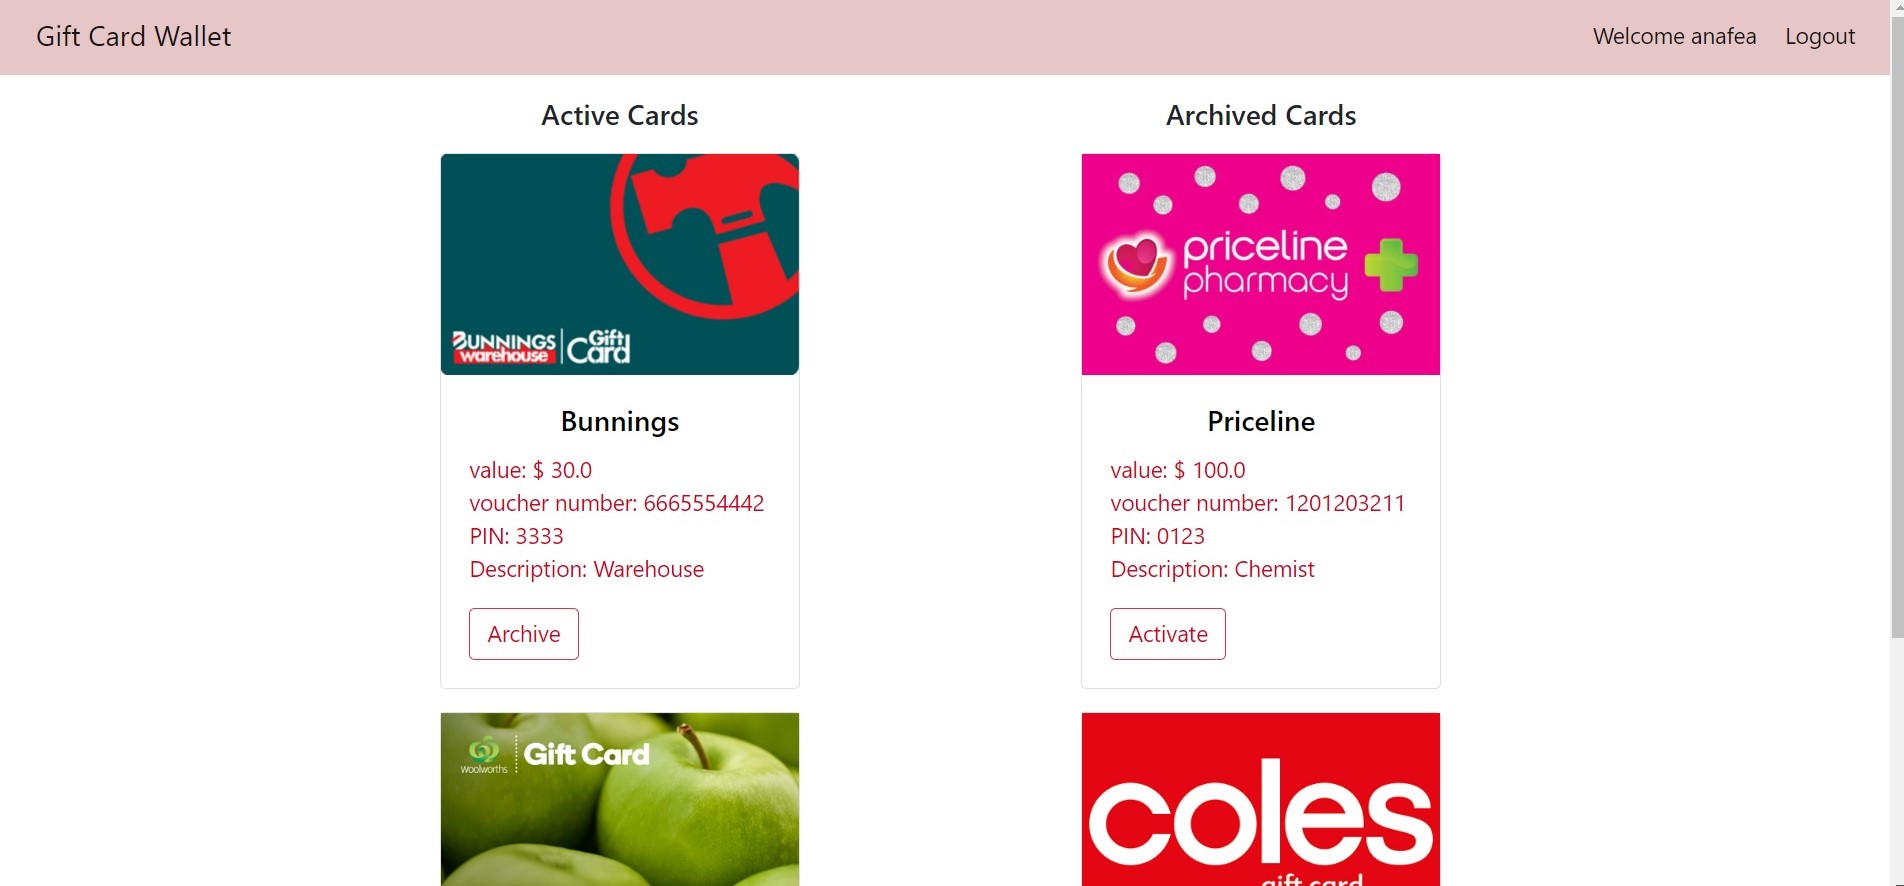 Gift Card Wallet
Welcome anafea
Logout
Active Cards
BUNNINGS
warehouse
Gift
Card
Bunnings
value: $ 30.0
voucher number: 6665554442
PIN: 3333
Description: Warehouse
Archive
woolworths
Gift Card
Archived Cards
priceline
pharmacy
Priceline
value: $ 100.0
voucher number: 1201203211
PIN: 0123
Description: Chemist
Activate
coles
gift card